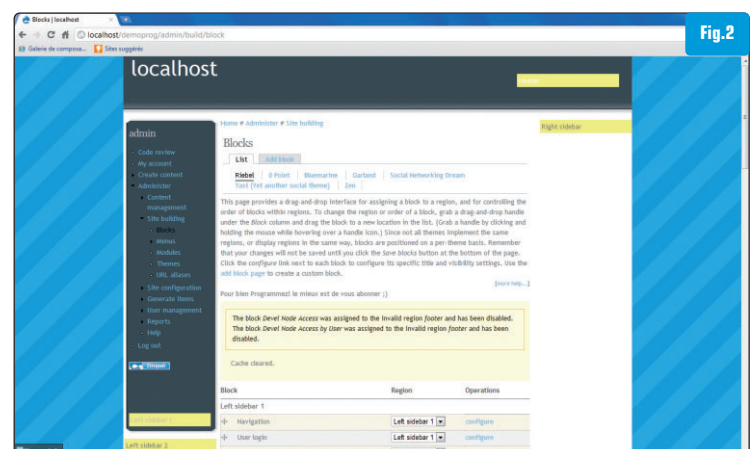 Blocks | localhost
Fig.2
localhost/demoprog/admin/build/block
Galerie de composa... Sites suggérés
localhost
Right sidebar
admin
Code review
My account
Create content
Administer
Content
management
Site building
Blocks
Menus
Modules
Themes
URL aliases
Site configuration
Generate items
User management
Reports
Help
Log out
Drupal
Left sidebar 1
Left sidebar 2
Home # Administer # Site building
Blocks
List Add block
Riebel 0 Point Bluemarine Garland Social Networking Dream
Yast (Yet another social theme) Zen
This page provides a drag-and-drop interface for assigning a block to a region, and for controlling the
order of blocks within regions. To change the region or order of a block, grab a drag-and-drop handle
under the Block column and drag the block to a new location in the list. (Grab a handle by clicking and
holding the mouse while hovering over a handle icon.) Since not all themes implement the same
regions, or display regions in the same way, blocks are positioned on a per-theme basis. Remember
that your changes will not be saved until you click the Save blocks button at the bottom of the page.
Click the configure link next to each block to configure its specific title and visibility settings. Use the
add block page to create a custom block.
[more help...]
Pour bien Programmez! le mieux est de vous abonner ;)
The block Devel Node Access was assigned to the invalid region footer and has been disabled.
The block Devel Node Access by User was assigned to the invalid region footer and has been
disabled.
Cache cleared.
Block Region Operations
Left sidebar 1
Navigation Left sidebar 1 configure
User login Left sidebar 1 configure